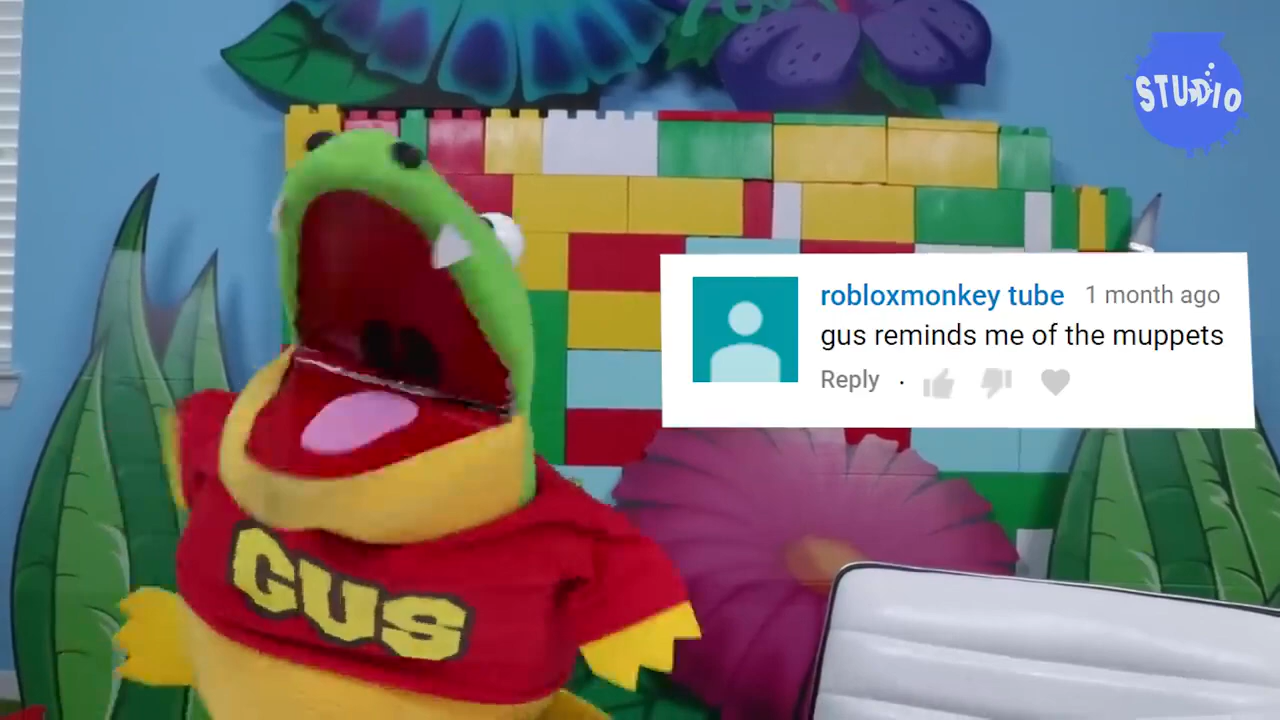 STUDIO
robloxmonkey tube 1 month ago
gus reminds me of the muppets
Reply ·
GUS